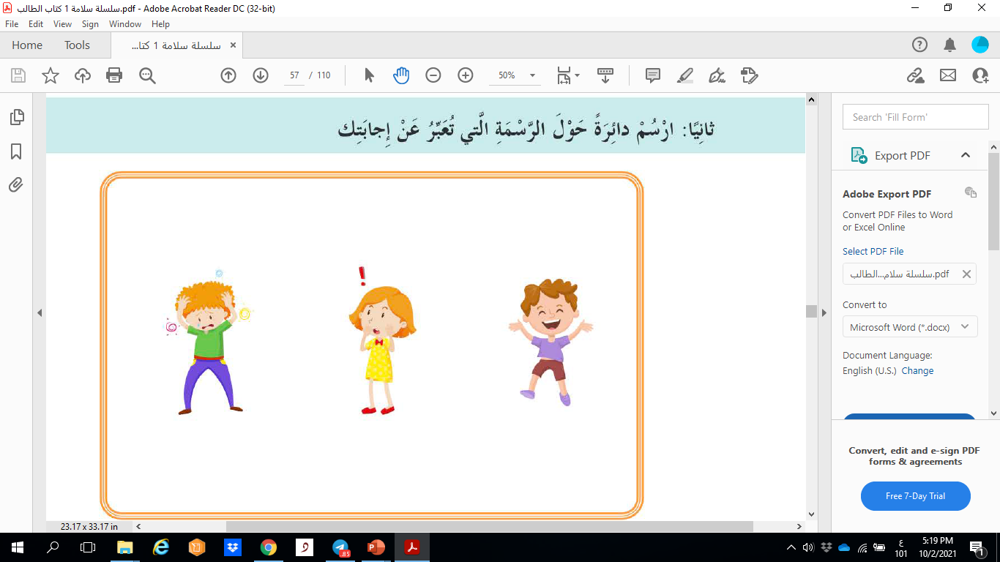 سلسلة سلامة 1 كتاب الطالب.pdf - Adobe Acrobat Reader DC (32-bit)
File Edit View Sign Window Help
Home Tools سلسلة سلامة 1 كتا...
57 / 110 50%
ثانِيًا: ارْسُمْ دائِرَةً حَوْلَ الرَّسْمَةِ الَّتي تُعَبِّرُ عَنْ إِجابَتِك
!
23.17 x 33.17 in
Search 'Fill Form'
Export PDF
Adobe Export PDF
Convert PDF Files to Word
or Excel Online
Select PDF File
سلسلة سلام...الطالب.pdf
Convert to
Microsoft Word (*.docx)
Document Language:
English (U.S.) Change
Convert, edit and e-sign PDF
forms & agreements
Free 7-Day Trial
85
ع
101
5:19 PM
10/2/2021
1